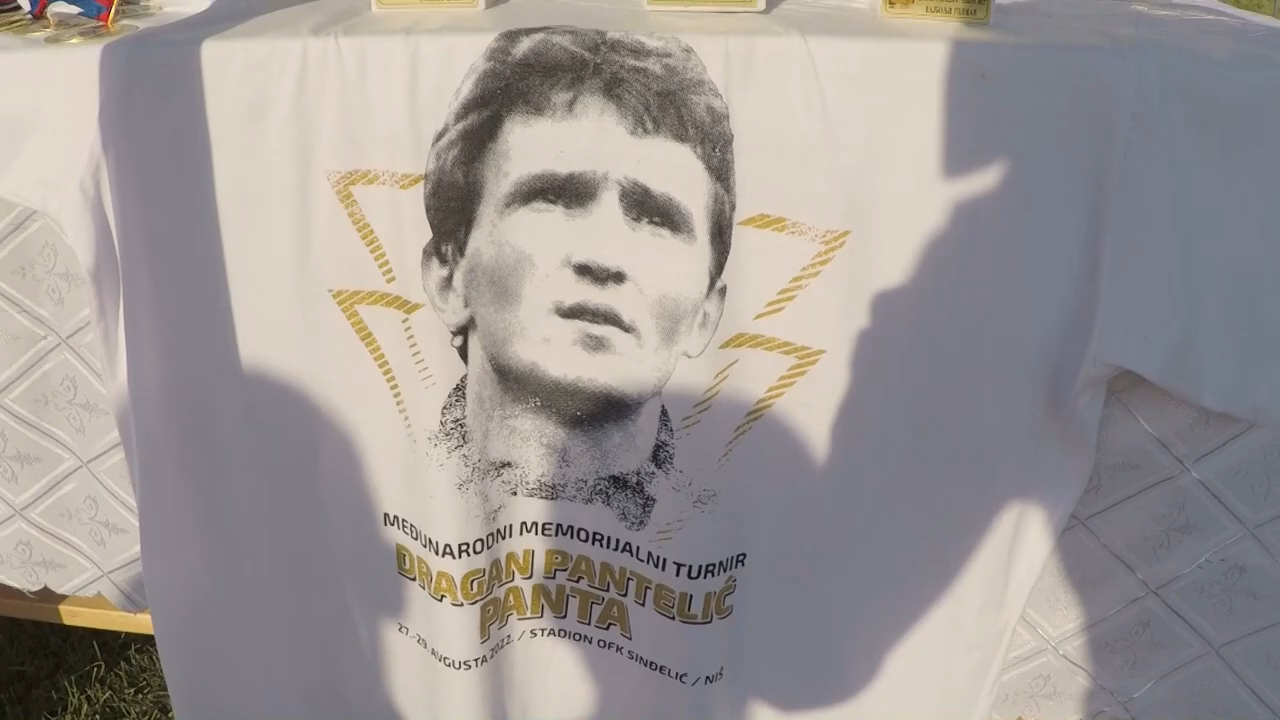 MEĐUNARODNI MEMORIJALNI TURNIR
DRAGAN PANTELIĆ
PANTA
27.-29. AVGUSTA 2022. / STADION OFK SINĐELIĆ / NIŠ